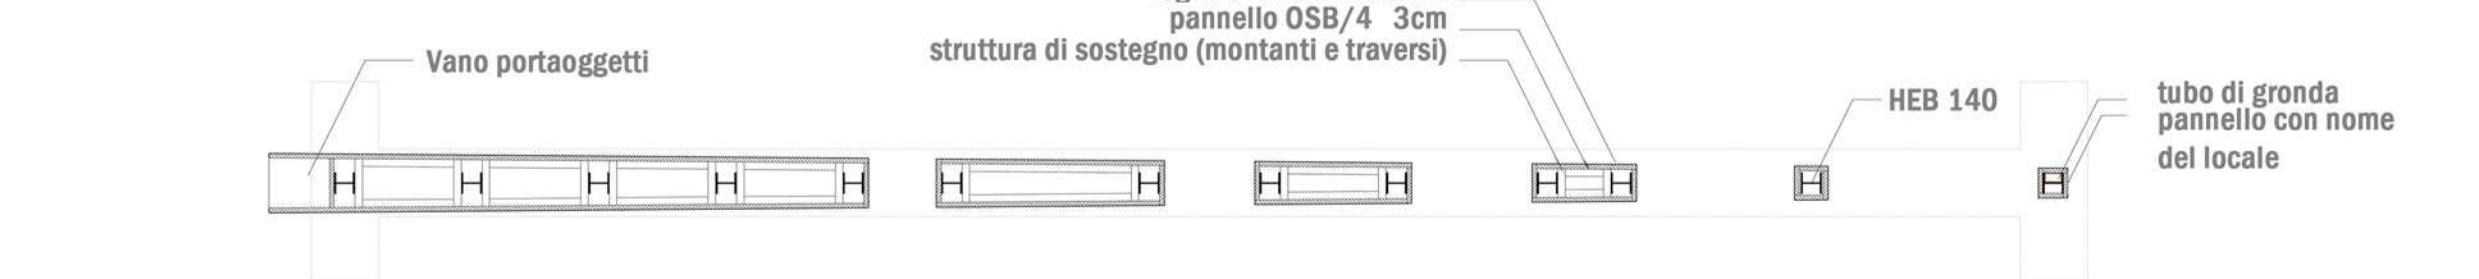 pannello OSB/4 3cm
struttura di sostegno (montanti e traversi)
Vano portaoggetti
HEB 140
tubo di gronda
pannello con nome
del locale